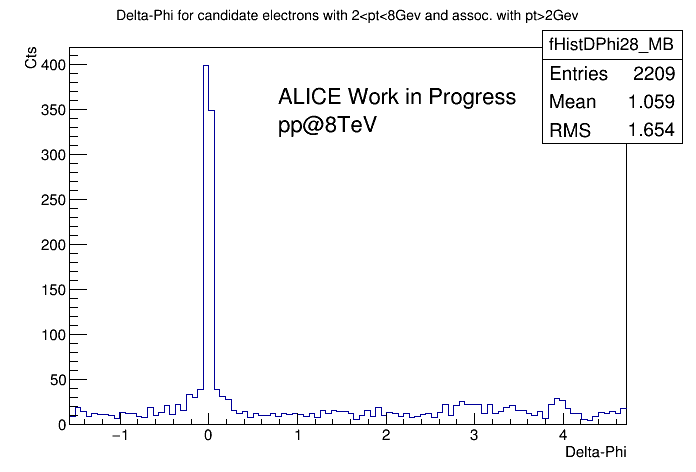 Delta-Phi for candidate electrons with 2<pt<8Gev and assoc. with pt>2Gev
fHistDPhi28_MB
Entries 2209
Mean 1.059
RMS 1.654
Cts
ALICE Work in Progress
pp@8TeV
400
350
300
250
200
150
100
50
0
−1 0 1 2 3 4
Delta-Phi